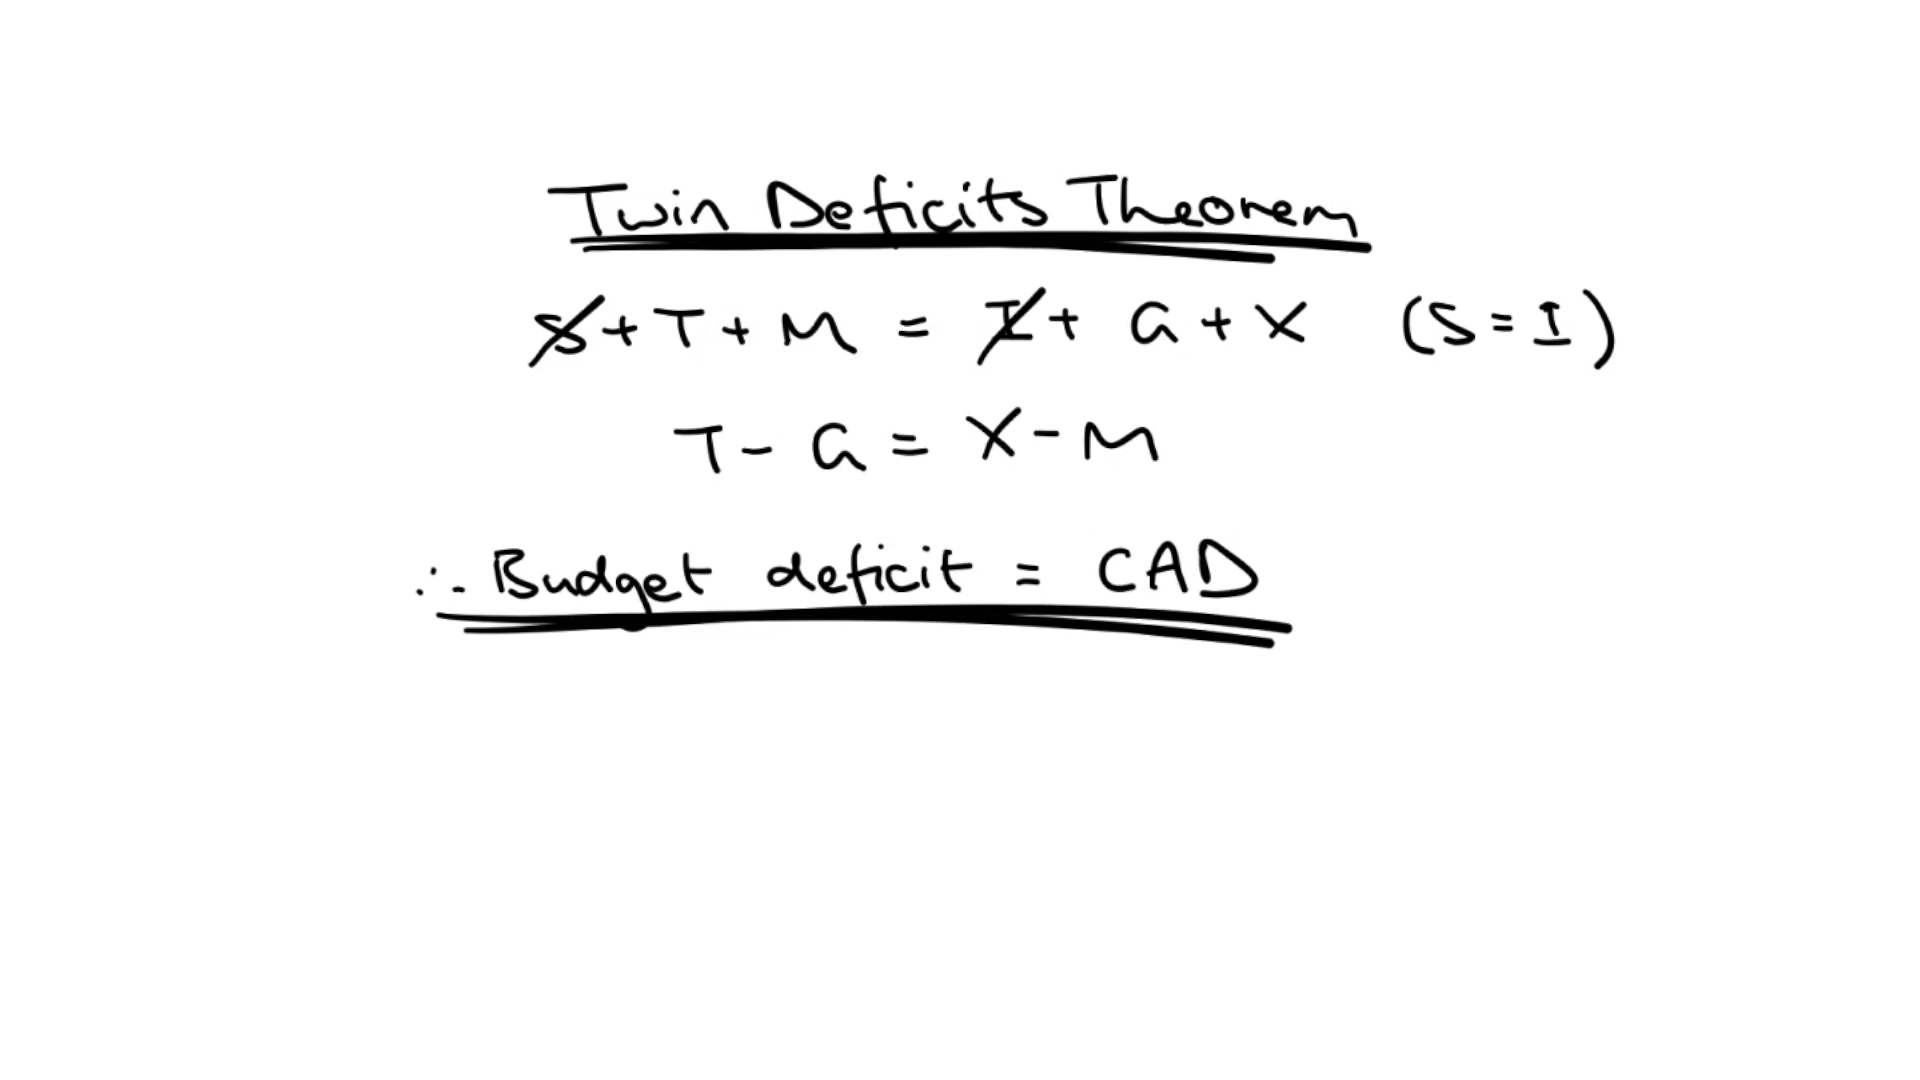 Twin Deficits Theorem
S + T + M = I + G + X (S = I)
T - G = X - M
∴ Budget deficit = CAD